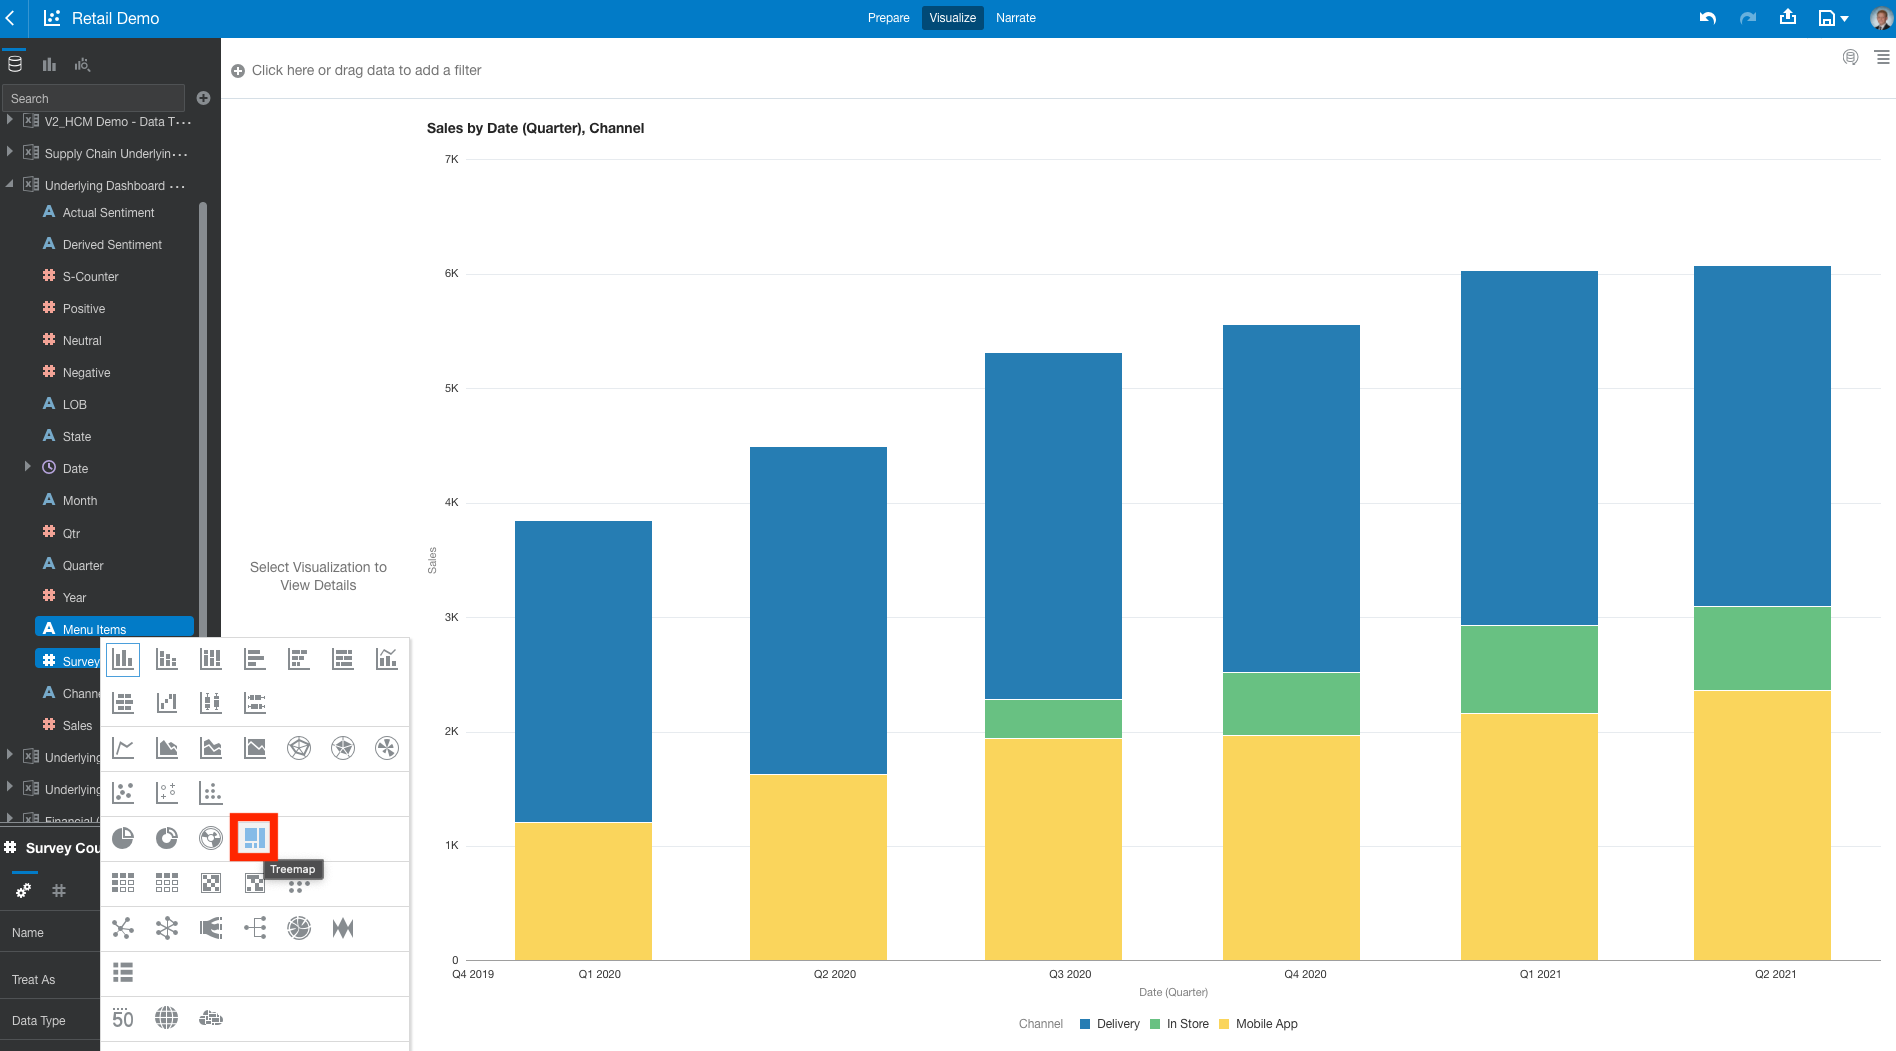 Retail Demo
Prepare Visualize Narrate
Click here or drag data to add a filter
Search
V2_HCM Demo - Data T...
Supply Chain Underlyin...
Underlying Dashboard ...
Actual Sentiment
Derived Sentiment
S-Counter
Positive
Neutral
Negative
LOB
State
Date
Month
Qtr
Quarter
Year
Menu Items
Survey
Channe
Sales
Underlying
Underlying
Financial
Survey Cou
Name
Treat As
Data Type
Treemap
50
Select Visualization to
View Details
Sales by Date (Quarter), Channel
7K
6K
5K
4K
3K
2K
1K
0
Sales
Q4 2019 Q1 2020 Q2 2020 Q3 2020 Q4 2020 Q1 2021 Q2 2021
Date (Quarter)
Channel Delivery In Store Mobile App